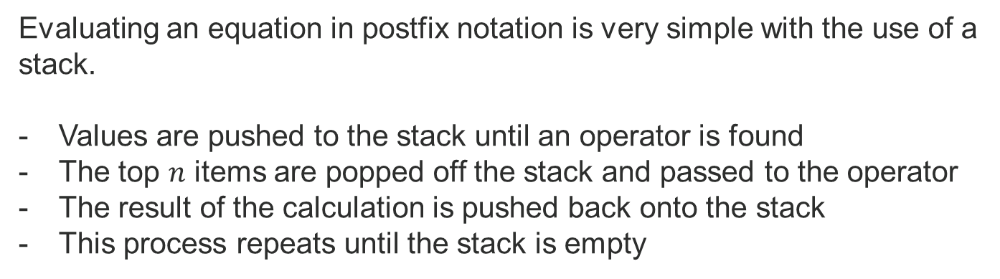 Evaluating an equation in postfix notation is very simple with the use of a
stack.
- Values are pushed to the stack until an operator is found
- The top n items are popped off the stack and passed to the operator
- The result of the calculation is pushed back onto the stack
- This process repeats until the stack is empty